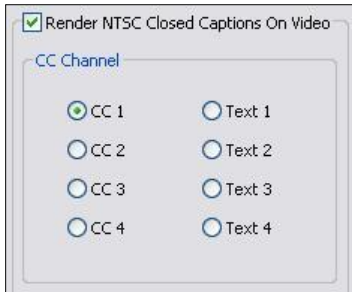 Render NTSC Closed Captions On Video
CC Channel
CC 1 Text 1
CC 2 Text 2
CC 3 Text 3
CC 4 Text 4